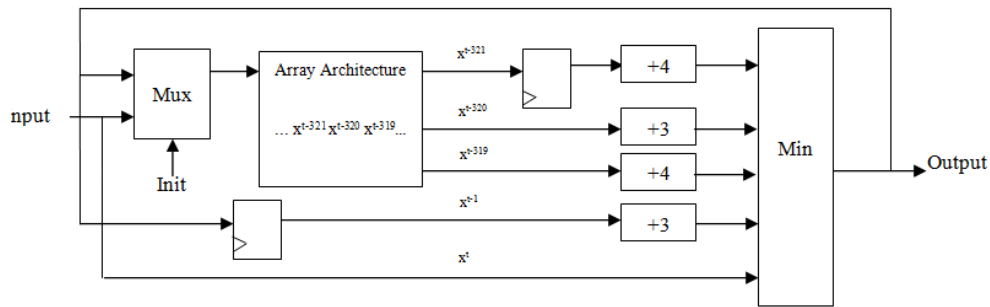 x^t-321
+4
Array Architecture
Mux
nput
x^t-320
... x^t-321 x^t-320 x^t-319...
+3
Min
x^t-319
Output
+4
Init
x^t-1
+3
x^t